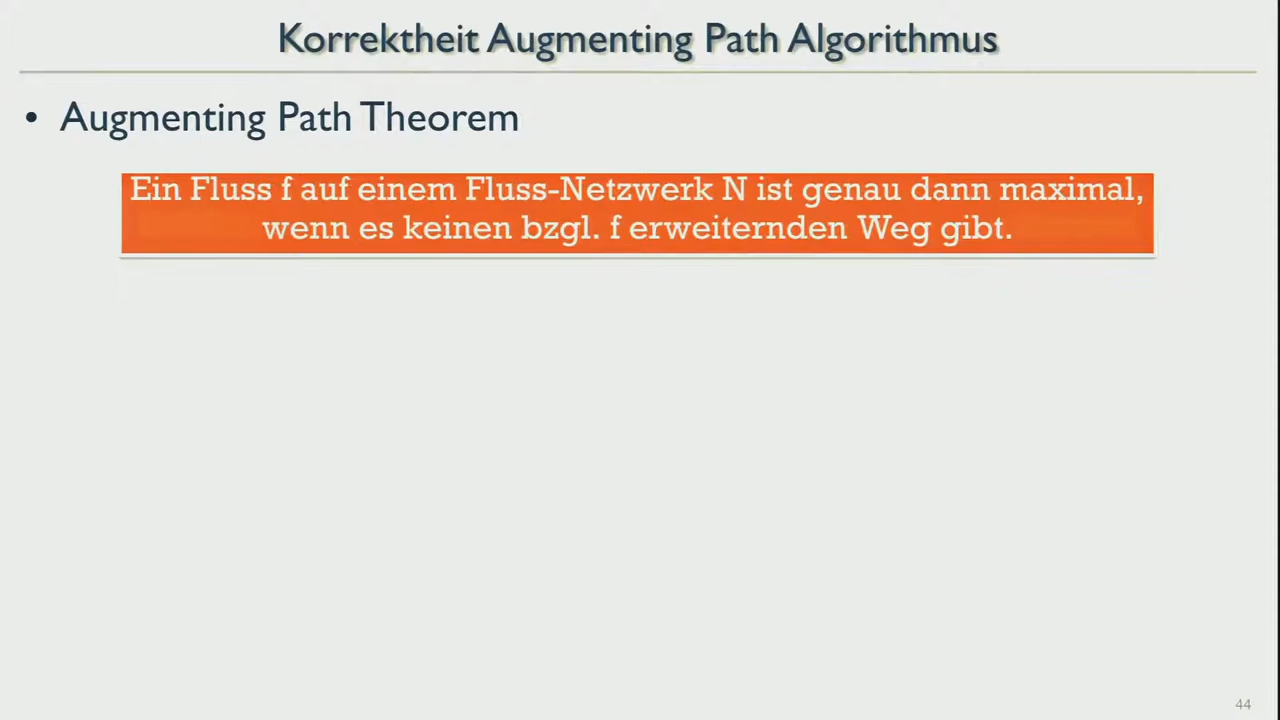 Korrektheit Augmenting Path Algorithmus
• Augmenting Path Theorem
Ein Fluss f auf einem Fluss-Netzwerk N ist genau dann maximal,
wenn es keinen bzgl. f erweiternden Weg gibt.
44